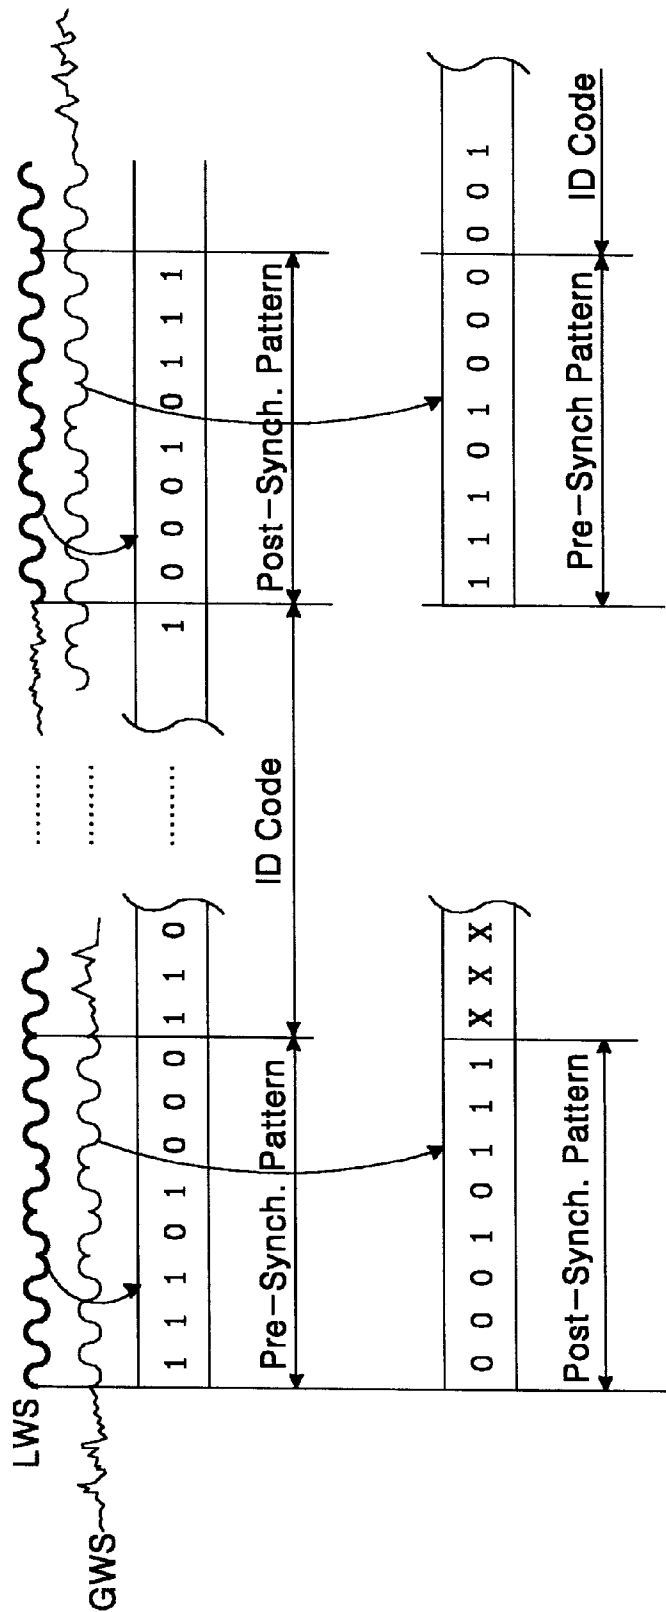 LWS
GWS
......... .........
1 1 1 0 1 0 0 0 1 1 0 ......... 1 0 0 0 1 0 1 1 1
Pre–Synch. Pattern ID Code Post–Synch. Pattern
0 0 0 1 0 1 1 1 X X X 1 1 1 0 1 0 0 0 0 0 1
Post–Synch. Pattern Pre–Synch Pattern ID Code